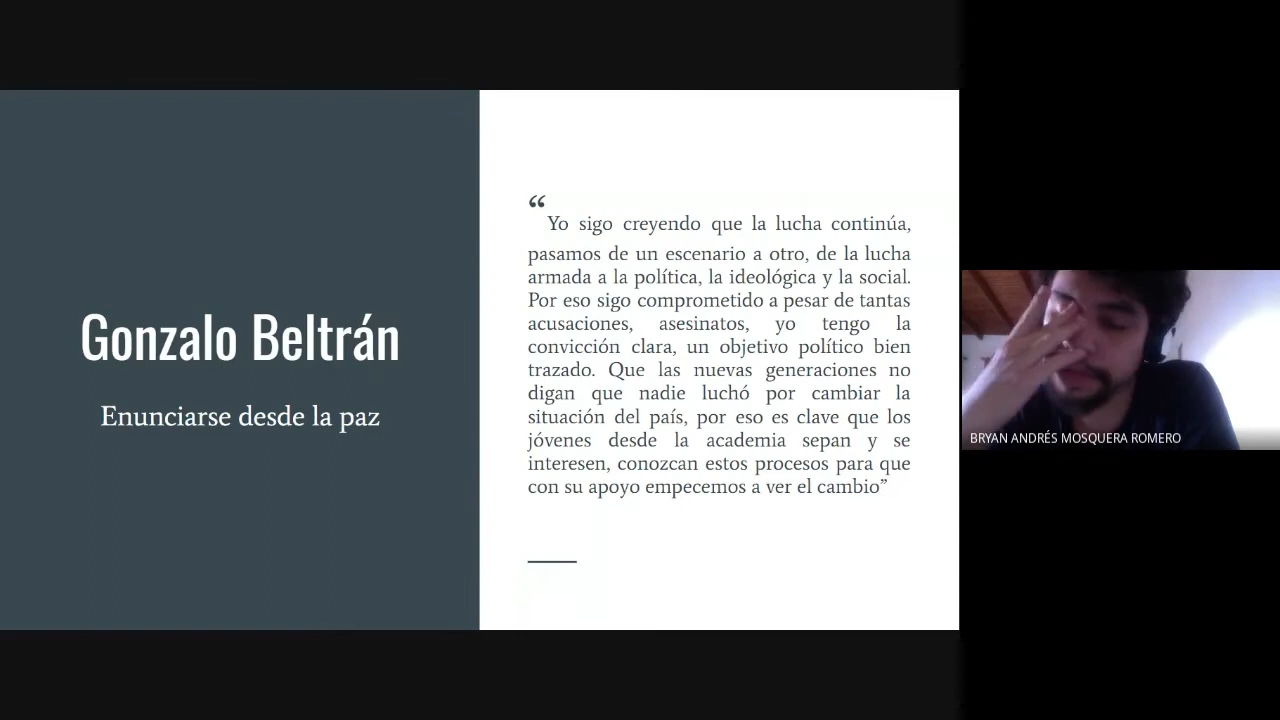 Gonzalo Beltrán
Enunciarse desde la paz
“
Yo sigo creyendo que la lucha continúa,
pasamos de un escenario a otro, de la lucha
armada a la política, la ideológica y la social.
Por eso sigo comprometido a pesar de tantas
acusaciones, asesinatos, yo tengo la
convicción clara, un objetivo político bien
trazado. Que las nuevas generaciones no
digan que nadie luchó por cambiar la
situación del país, por eso es clave que los
jóvenes desde la academia sepan y se
interesen, conozcan estos procesos para que
con su apoyo empecemos a ver el cambio”
BRYAN ANDRÉS MOSQUERA ROMERO